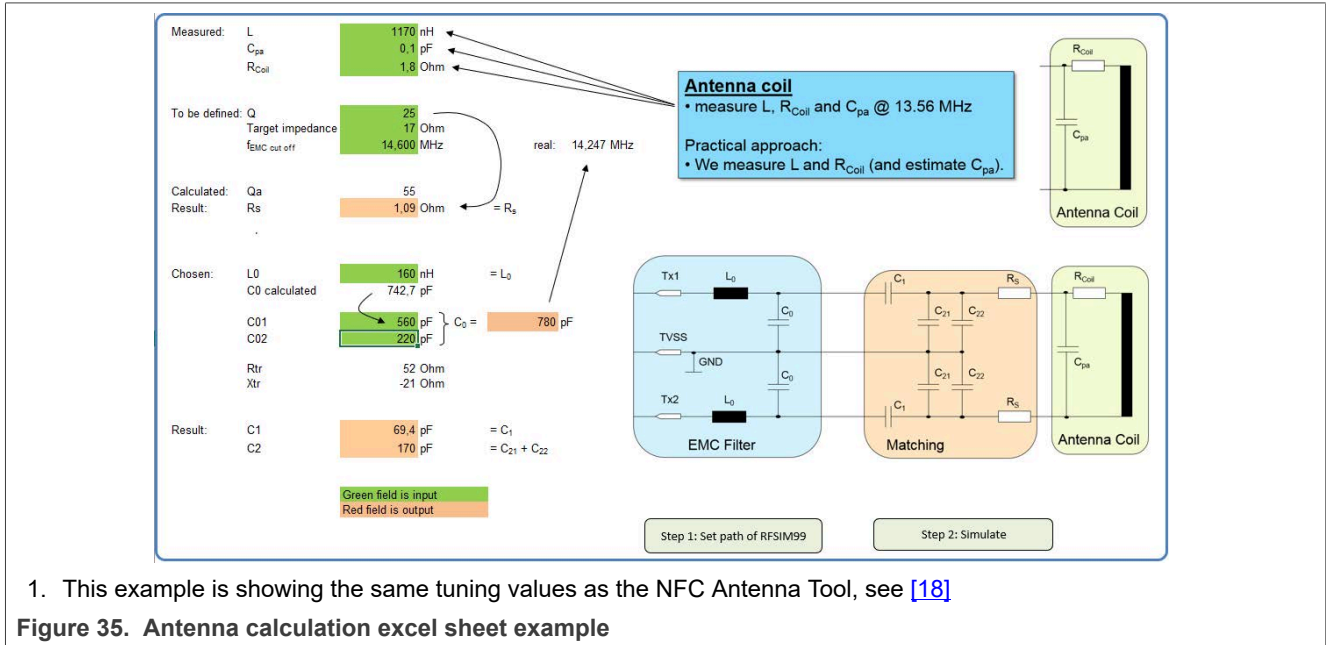 Measured: L 1170 nH
Cpa 0,1 pF
RCoil 1,8 Ohm
To be defined: Q 25
Target impedance 17 Ohm
fEMC cut off 14,600 MHz real: 14,247 MHz
Calculated: Qa 55
Result: Rs 1,09 Ohm = Rs
.
Chosen: L0 160 nH = L0
C0 calculated 742,7 pF
C01 560 pF C0 = 780 pF
C02 220 pF
Rtr 52 Ohm
Xtr -21 Ohm
Result: C1 69,4 pF = C1
C2 170 pF = C21 + C22
Green field is input
Red field is output
Antenna coil
• measure L, RCoil and Cpa @ 13.56 MHz
Practical approach:
• We measure L and RCoil (and estimate Cpa).
RCoil
Cpa
Antenna Coil
Tx1 L0 C1 RS RCoil
C0 C21 C22
TVSS
GND
Cpa
C0 C21 C22
Tx2 L0 C1 RS
EMC Filter Matching Antenna Coil
Step 1: Set path of RFSIM99 Step 2: Simulate
1. This example is showing the same tuning values as the NFC Antenna Tool, see [18]
Figure 35. Antenna calculation excel sheet example